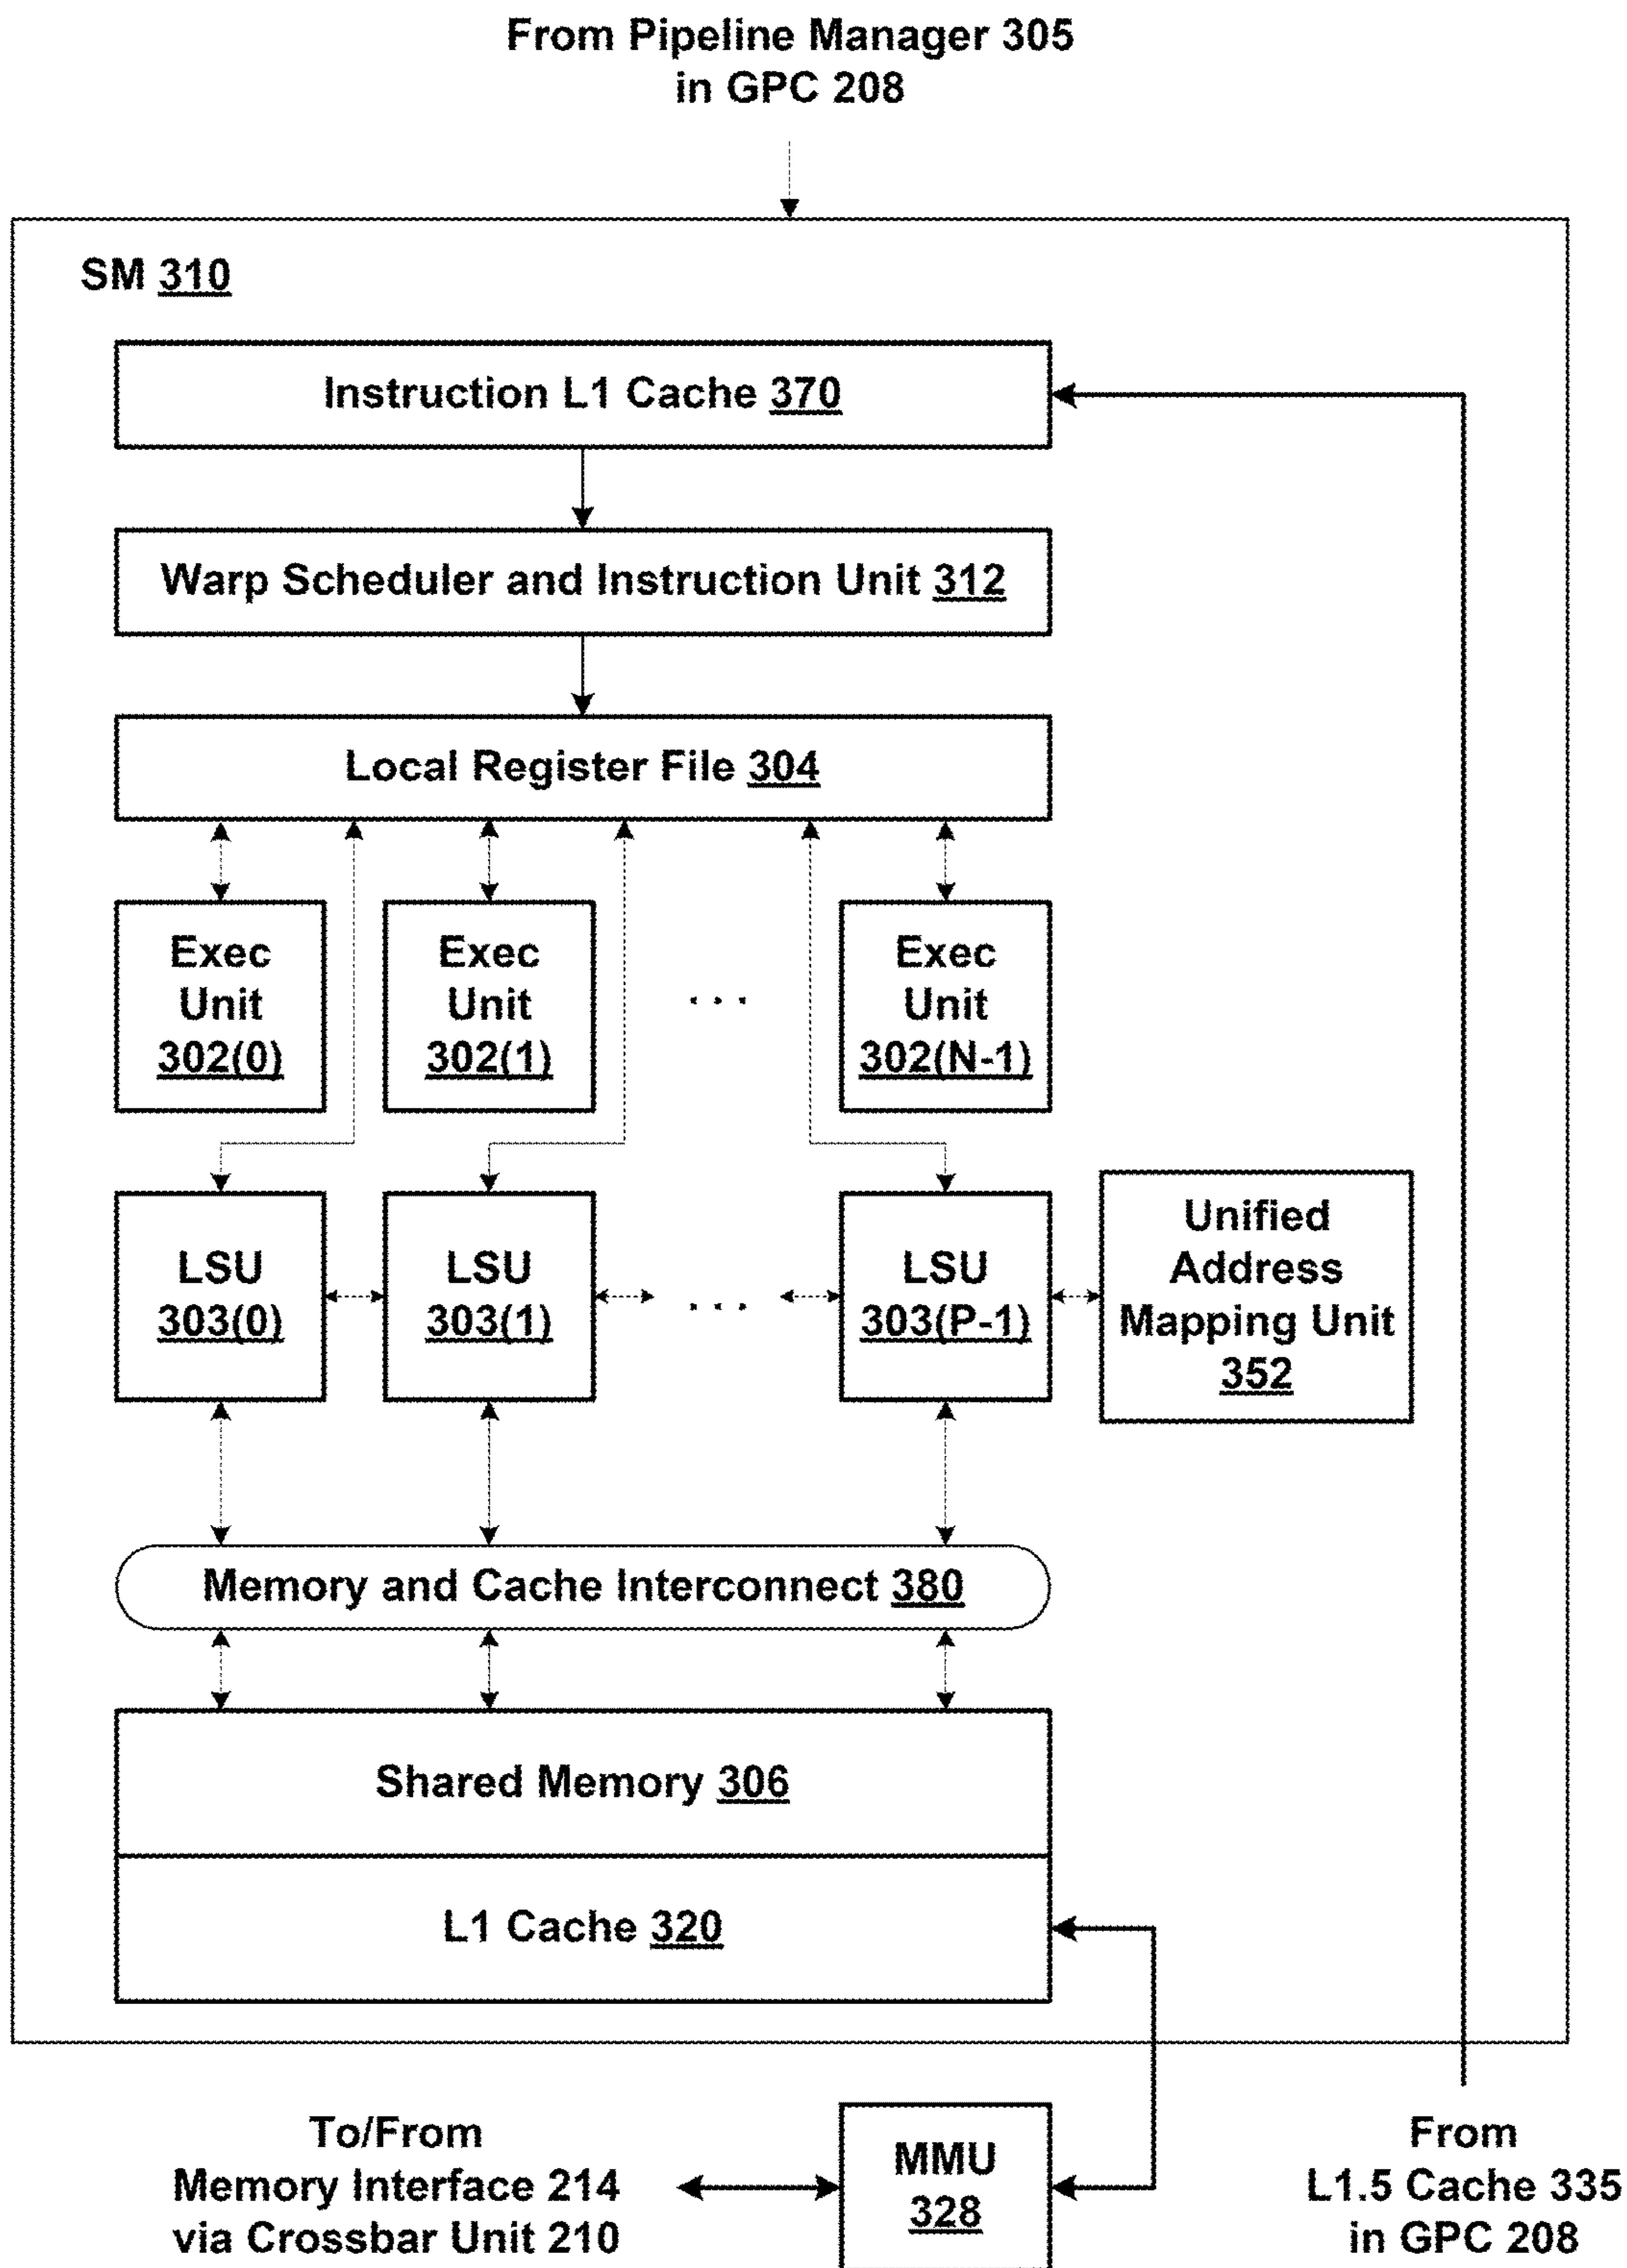 From Pipeline Manager 305
in GPC 208
SM 310
Instruction L1 Cache 370
Warp Scheduler and Instruction Unit 312
Local Register File 304
Exec
Unit
302(0)
Exec
Unit
302(1)
. . .
Exec
Unit
302(N-1)
LSU
303(0)
LSU
303(1)
. . .
LSU
303(P-1)
Unified
Address
Mapping Unit
352
Memory and Cache Interconnect 380
Shared Memory 306
L1 Cache 320
To/From
Memory Interface 214
via Crossbar Unit 210
MMU
328
From
L1.5 Cache 335
in GPC 208